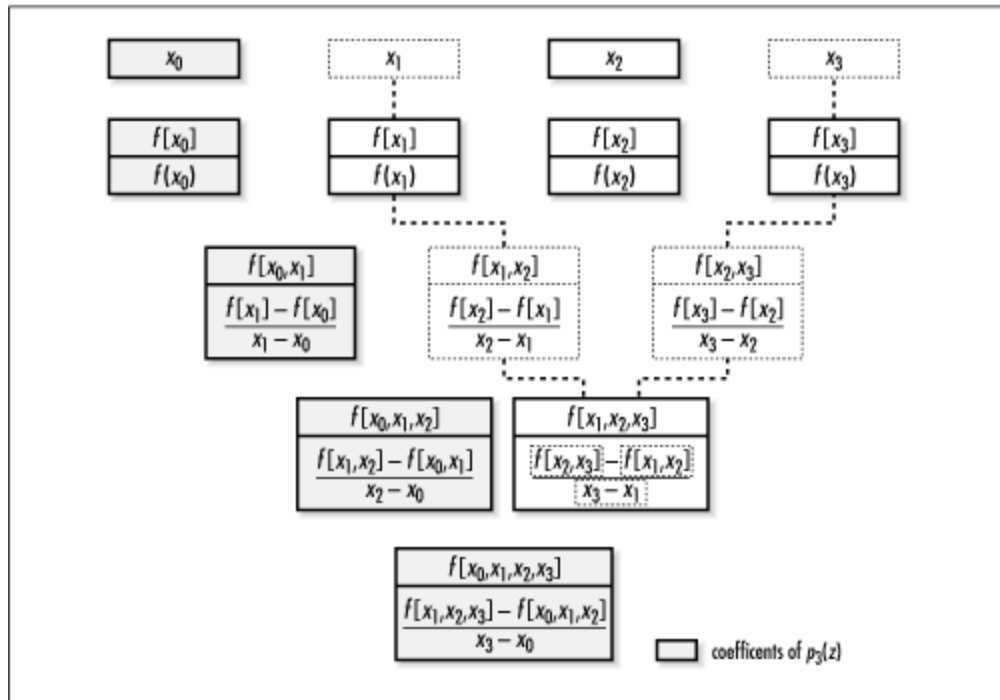 x₀ x₁ x₂ x₃
f[x₀] f[x₁] f[x₂] f[x₃]
f(x₀) f(x₁) f(x₂) f(x₃)
f[x₀,x₁] f[x₁,x₂] f[x₂,x₃]
f[x₁] – f[x₀] f[x₂] – f[x₁] f[x₃] – f[x₂]
x₁ – x₀ x₂ – x₁ x₃ – x₂
f[x₀,x₁,x₂] f[x₁,x₂,x₃]
f[x₁,x₂] – f[x₀,x₁] f[x₂,x₃] – f[x₁,x₂]
x₂ – x₀ x₃ – x₁
f[x₀,x₁,x₂,x₃]
f[x₁,x₂,x₃] – f[x₀,x₁,x₂]
x₃ – x₀
coefficents of p₃(z)